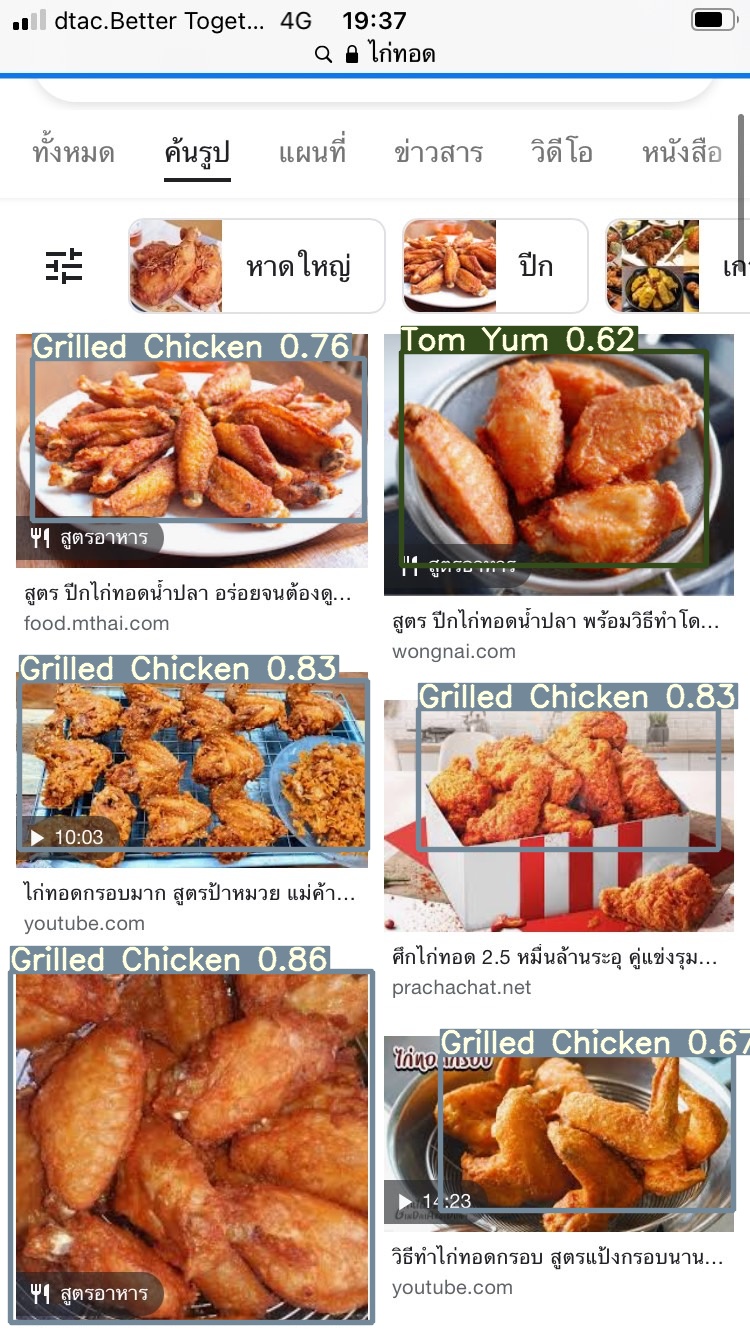 dtac.Better Toget... 4G 19:37
ไก่ทอด
ทั้งหมด ค้นรูป แผนที่ ข่าวสาร วิดีโอ หนังสือ
หาดใหญ่ ปีก
Grilled Chicken 0.76
Tom Yum 0.62
สูตรอาหาร
สูตรอาหาร
สูตร ปีกไก่ทอดน้ำปลา อร่อยจนต้องดู...
food.mthai.com
สูตร ปีกไก่ทอดน้ำปลา พร้อมวิธีทำโด...
wongnai.com
Grilled Chicken 0.83
Grilled Chicken 0.83
10:03
ไก่ทอดกรอบมาก สูตรป้าหมวย แม่ค้า...
youtube.com
ศึกไก่ทอด 2.5 หมื่นล้านระอุ คู่แข่งรุม...
prachachat.net
Grilled Chicken 0.86
Grilled Chicken 0.67
14:23
วิธีทำไก่ทอดกรอบ สูตรแป้งกรอบนาน...
youtube.com
สูตรอาหาร